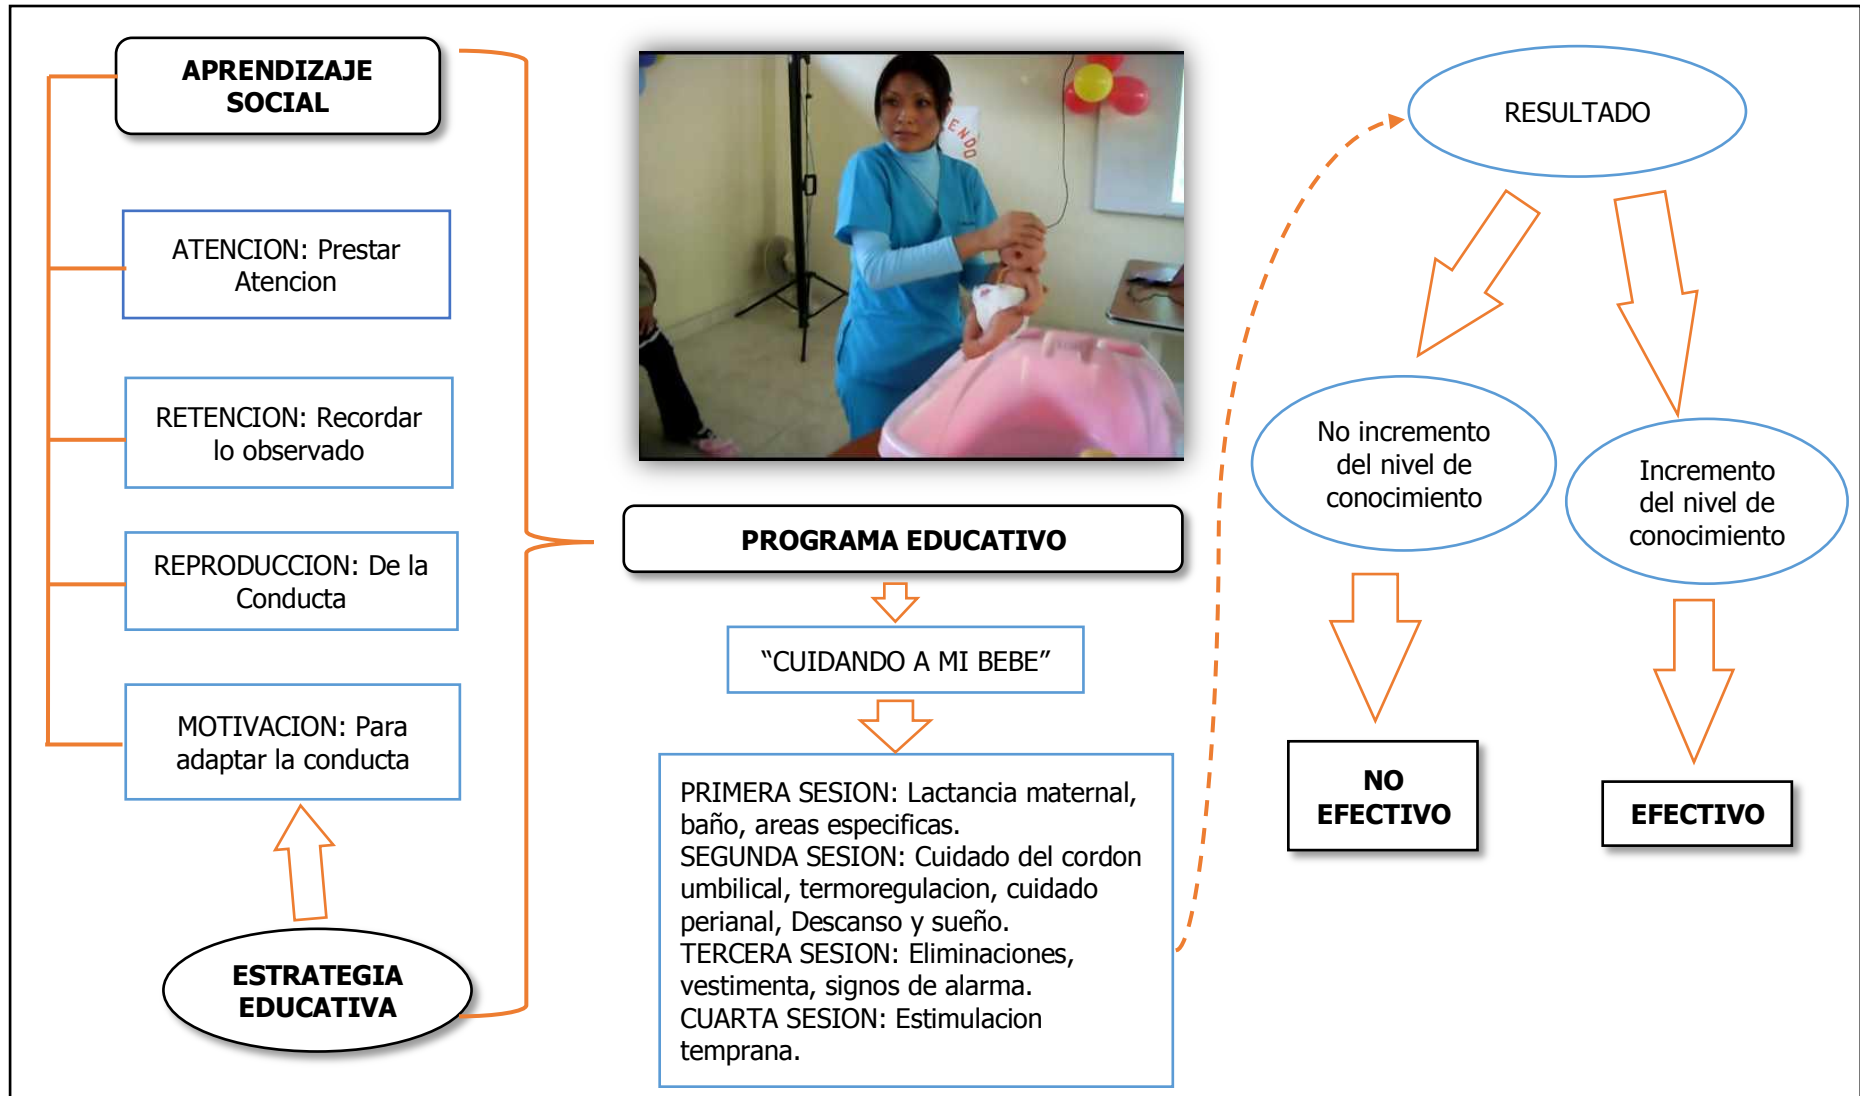 APRENDIZAJE
SOCIAL
ATENCION: Prestar
Atencion
RETENCION: Recordar
lo observado
REPRODUCCION: De la
Conducta
MOTIVACION: Para
adaptar la conducta
ESTRATEGIA
EDUCATIVA
ENDO
PROGRAMA EDUCATIVO
“CUIDANDO A MI BEBE”
PRIMERA SESION: Lactancia maternal,
baño, areas especificas.
SEGUNDA SESION: Cuidado del cordon
umbilical, termoregulacion, cuidado
perianal, Descanso y sueño.
TERCERA SESION: Eliminaciones,
vestimenta, signos de alarma.
CUARTA SESION: Estimulacion
temprana.
RESULTADO
No incremento
del nivel de
conocimiento
Incremento
del nivel de
conocimiento
NO
EFECTIVO
EFECTIVO